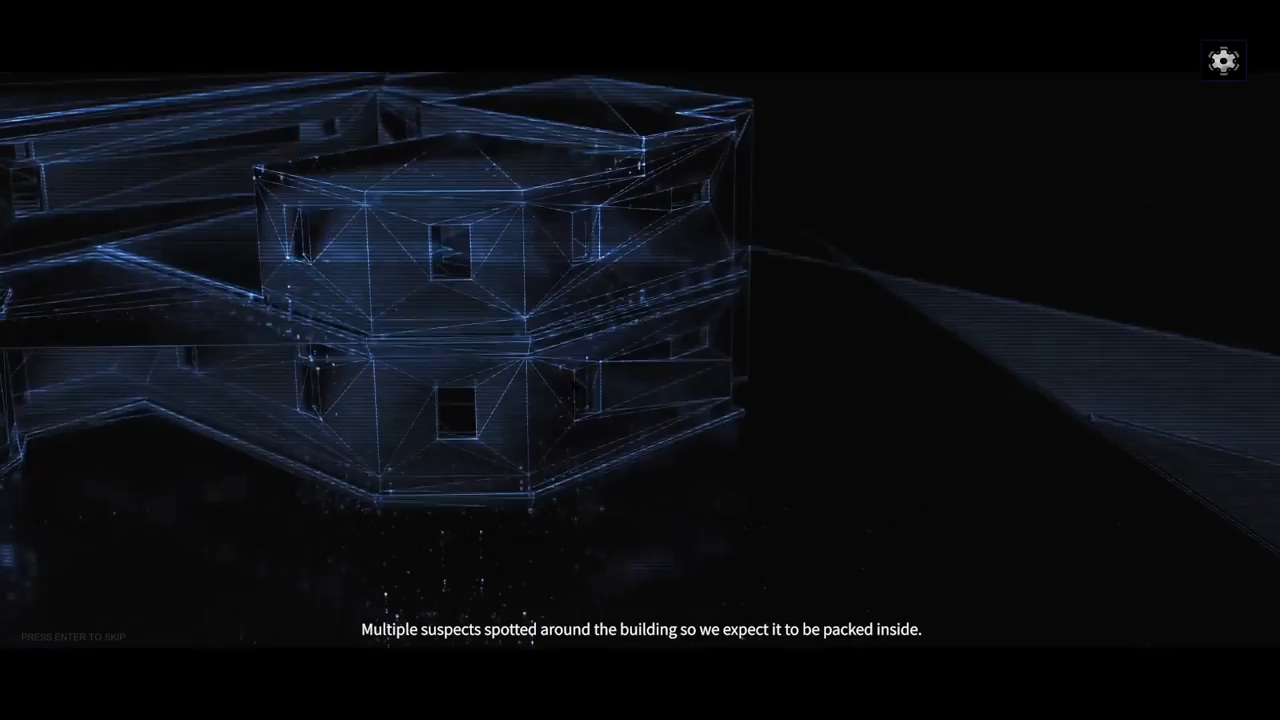 PRESS ENTER TO SKIP
Multiple suspects spotted around the building so we expect it to be packed inside.